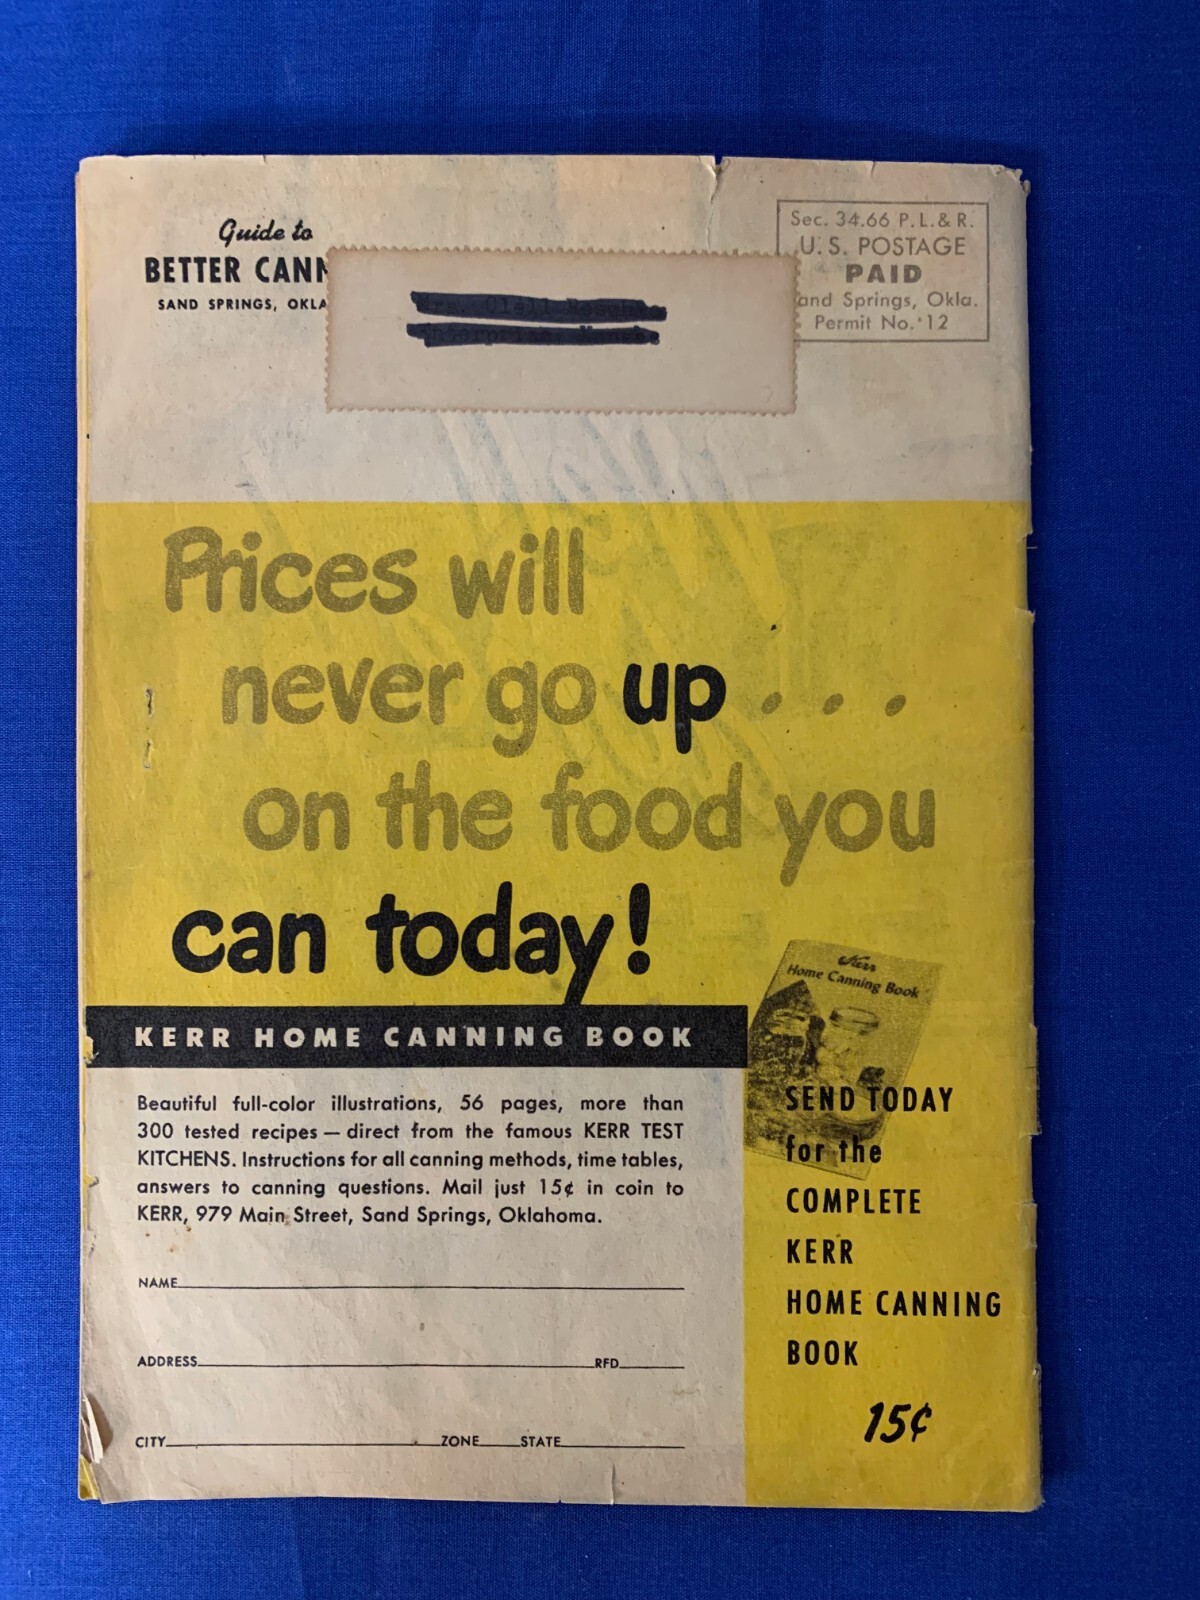 Guide to
BETTER CANN
SAND SPRINGS, OKLA
Sec. 34.66 P.L.&R.
U.S. POSTAGE
PAID
and Springs, Okla.
Permit No. 12
Prices will
never go up . . .
on the food you
can today!
Kerr
Home Canning Book
KERR HOME CANNING BOOK
Beautiful full-color illustrations, 56 pages, more than
300 tested recipes — direct from the famous KERR TEST
KITCHENS. Instructions for all canning methods, time tables,
answers to canning questions. Mail just 15¢ in coin to
KERR, 979 Main Street, Sand Springs, Oklahoma.
NAME
ADDRESS RFD
CITY ZONE STATE
SEND TODAY
for the
COMPLETE
KERR
HOME CANNING
BOOK
15¢